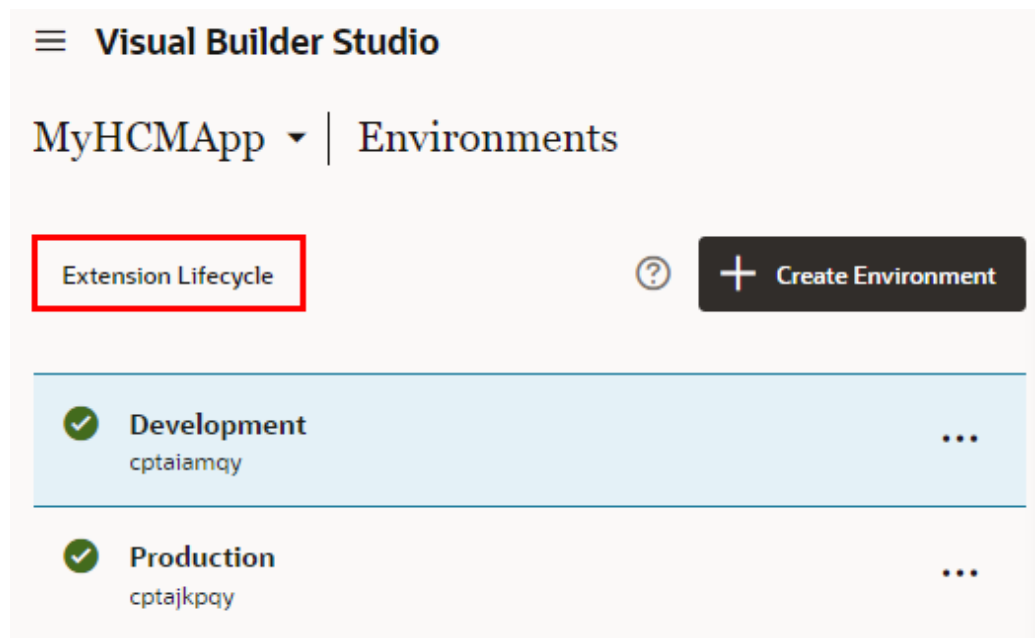 Visual Builder Studio
MyHCMApp
Environments
Extension Lifecycle
Create Environment
Development
cptaiamqy
Production
cptajkpqy